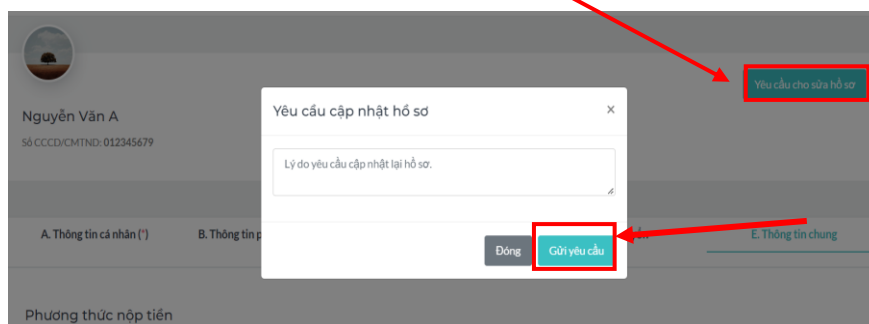 Yêu cầu cho sửa hồ sơ
Nguyễn Văn A
Số CCCD/CMTND: 012345679
Yêu cầu cập nhật hồ sơ
×
Lý do yêu cầu cập nhật lại hồ sơ.
Đóng
Gửi yêu cầu
A. Thông tin cá nhân (*)
B. Thông tin
E. Thông tin chung
Phương thức nộp tiền